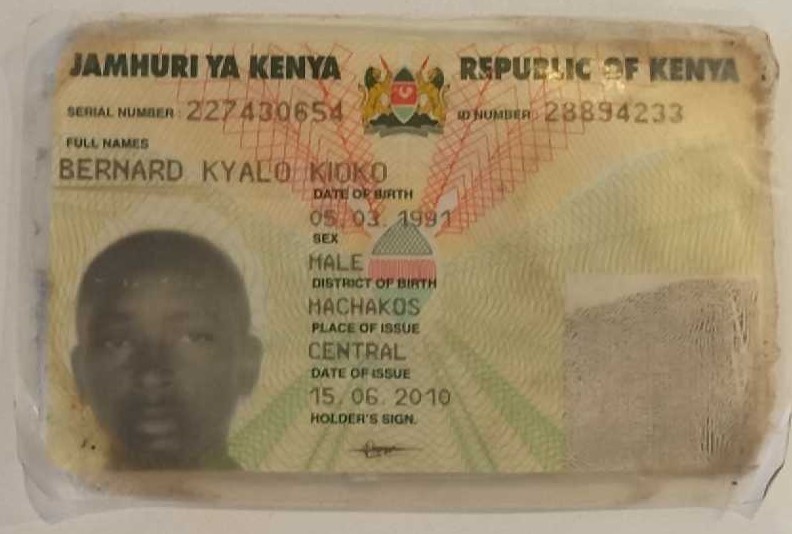 JAMHURI YA KENYA REPUBLIC OF KENYA
SERIAL NUMBER: 227430654 ID NUMBER: 28894233
FULL NAMES
BERNARD KYALO KIOKO
DATE OF BIRTH
05. 03. 1991
SEX
MALE
DISTRICT OF BIRTH
MACHAKOS
PLACE OF ISSUE
CENTRAL
DATE OF ISSUE
15. 06. 2010
HOLDER'S SIGN.